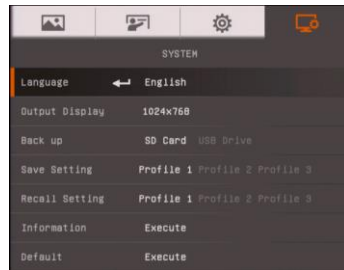 SYSTEM
Language English
Output Display 1024x768
Back up SD Card USB Drive
Save Setting Profile 1 Profile 2 Profile 3
Recall Setting Profile 1 Profile 2 Profile 3
Information Execute
Default Execute